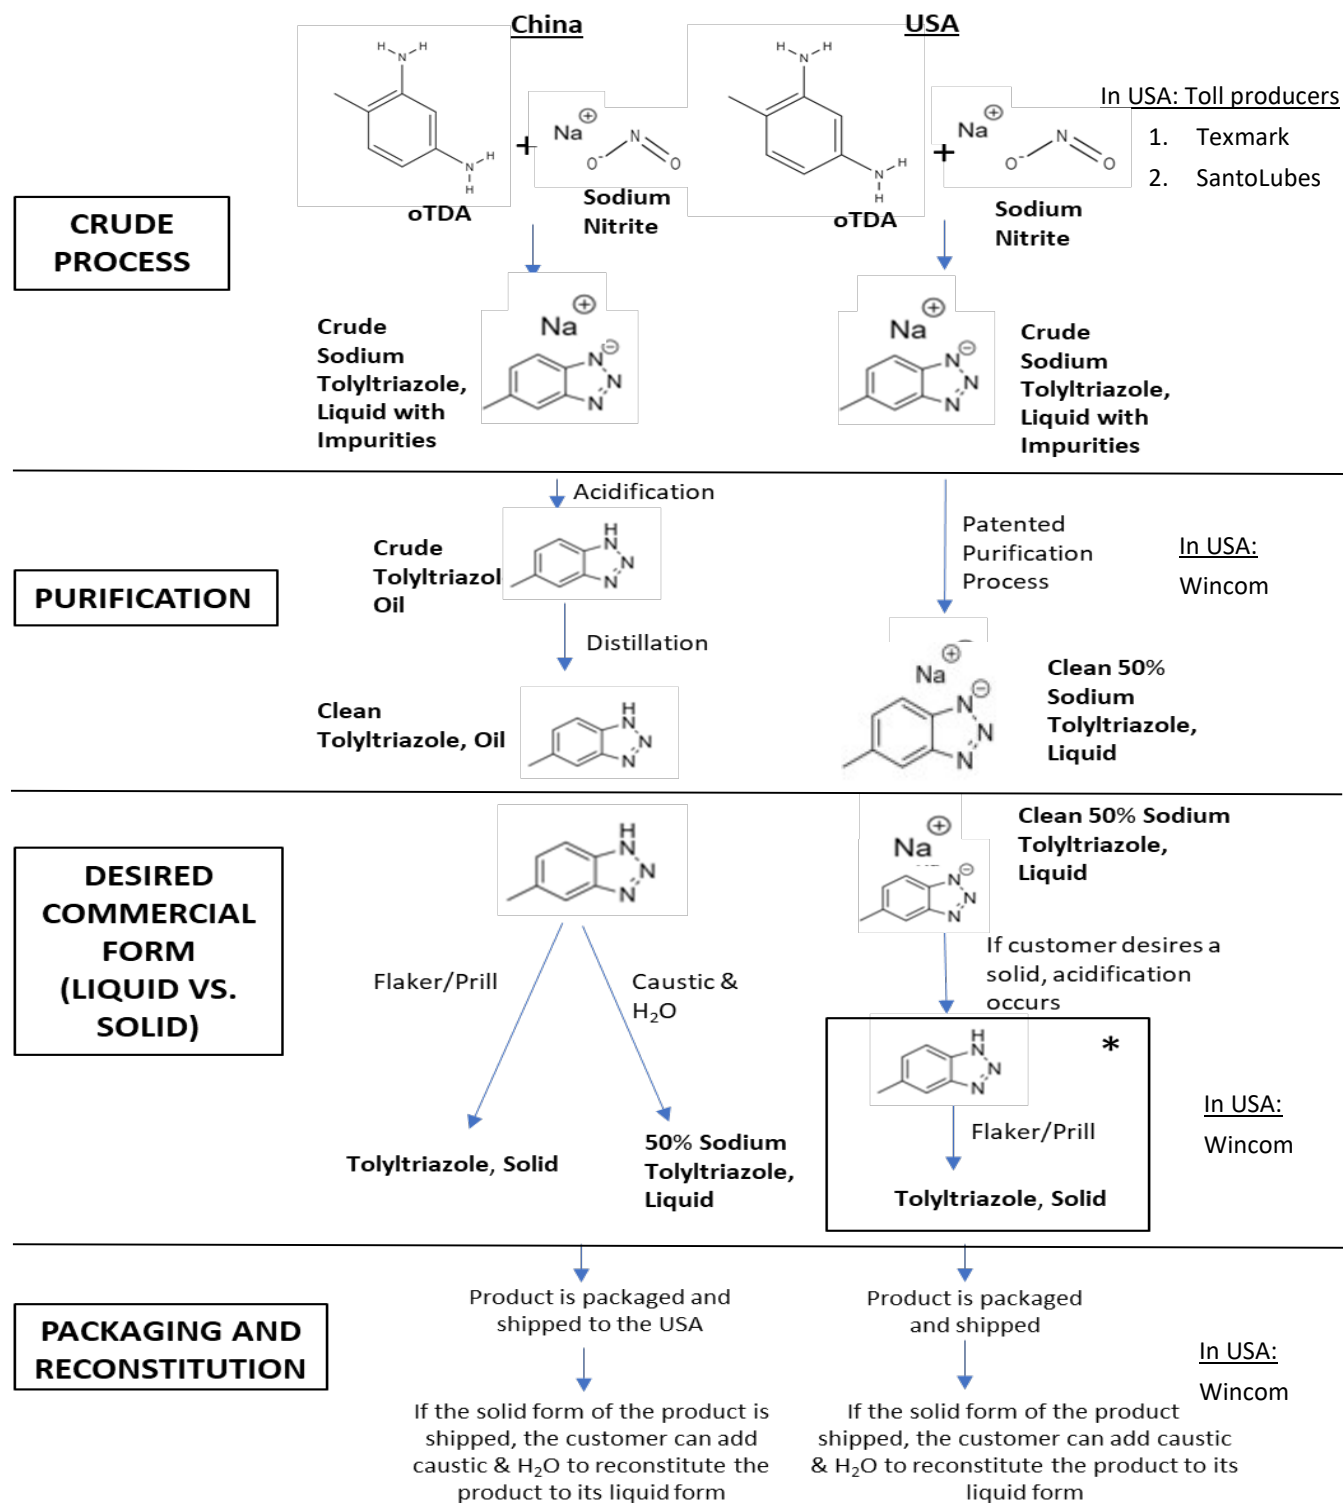 China
USA
In USA: Toll producers
1. Texmark
2. SantoLubes
H H
N
N H
H
oTDA
+
Na+
N
O- O
Sodium
Nitrite
H H
N
N H
H
oTDA
+
Na+
N
O- O
Sodium
Nitrite
CRUDE
PROCESS
Crude
Sodium
Tolyltriazole,
Liquid with
Impurities
Na+
N-
N
N
Na+
N-
N
N
Crude
Sodium
Tolyltriazole,
Liquid with
Impurities
PURIFICATION
Acidification
Crude
Tolyltriazol
Oil
H
N
N
N
Distillation
Clean
Tolyltriazole, Oil
H
N
N
N
Patented
Purification
Process
In USA:
Wincom
Na+
N-
N
N
Clean 50%
Sodium
Tolyltriazole,
Liquid
DESIRED
COMMERCIAL
FORM
(LIQUID VS.
SOLID)
H
N
N
N
Flaker/Prill
Caustic &
H2O
Tolyltriazole, Solid
50% Sodium
Tolyltriazole,
Liquid
Na+
N-
N
N
Clean 50% Sodium
Tolyltriazole,
Liquid
If customer desires a
solid, acidification
occurs
*
H
N
N
N
Flaker/Prill
Tolyltriazole, Solid
In USA:
Wincom
PACKAGING AND
RECONSTITUTION
Product is packaged and
shipped to the USA
If the solid form of the product is
shipped, the customer can add
caustic & H2O to reconstitute the
product to its liquid form
Product is packaged
and shipped
If the solid form of the product
shipped, the customer can add caustic
& H2O to reconstitute the product to its
liquid form
In USA:
Wincom